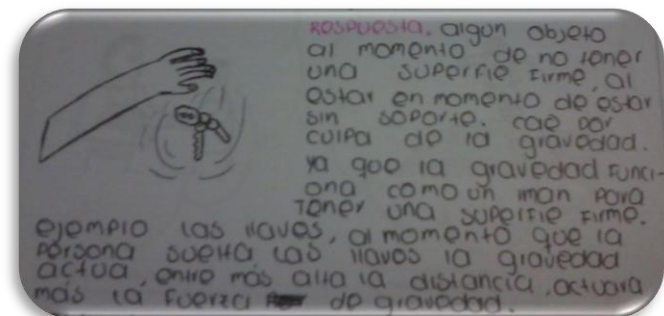 Respuesta. algun objeto
al momento de no tener
una superfie firme, al
estar en momento de estar
sin soporte. cae por
culpa de la gravedad.
ya que la gravedad funci-
ona como un iman para
tener una superfie firme.
ejemplo las llaves, al momento que la
persona suelta las llaves la gravedad
actua, entre más alta la distancia, actuara
más la fuerza de gravedad.